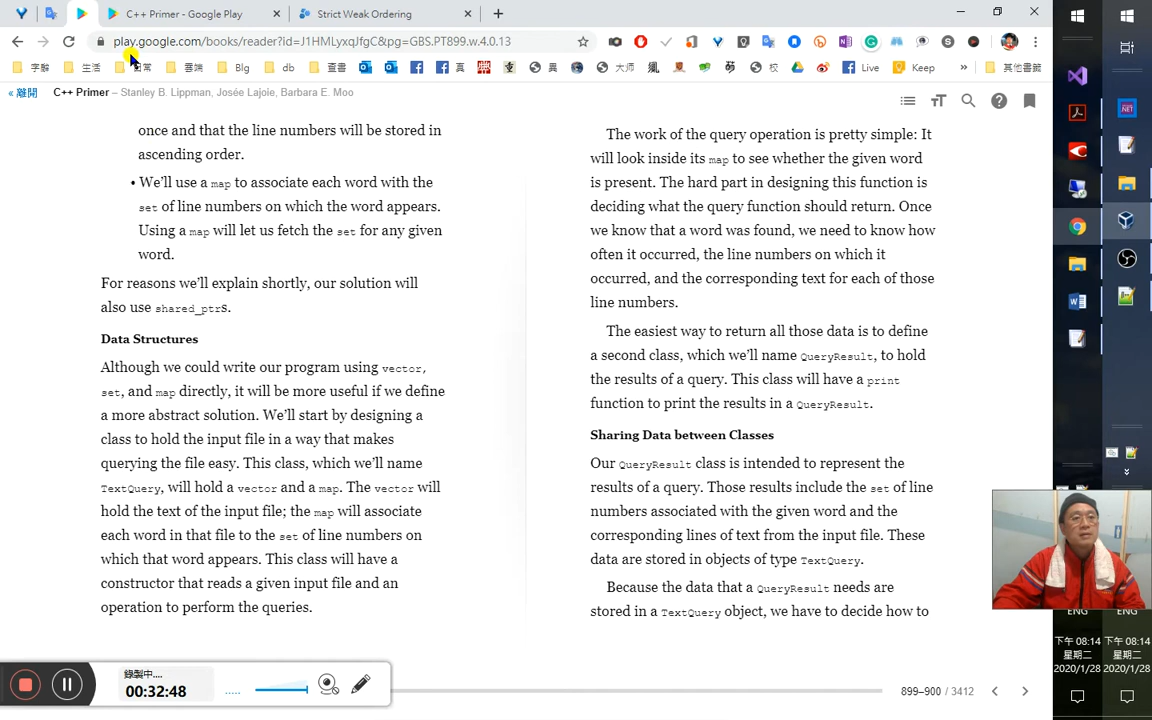 C++ Primer - Google Play
Strict Weak Ordering
play.google.com/books/reader?id=J1HMLyxqJfgC&pg=GBS.PT899.w.4.0.13
字辭
生活
日常
雲端
Blg
db
查書
真
異
大师
校
Live
Keep
其他書籤
« 離開
C++ Primer – Stanley B. Lippman, Josée Lajoie, Barbara E. Moo
once and that the line numbers will be stored in
ascending order.
• We’ll use a map to associate each word with the
set of line numbers on which the word appears.
Using a map will let us fetch the set for any given
word.
For reasons we’ll explain shortly, our solution will
also use shared_ptrs.
Data Structures
Although we could write our program using vector,
set, and map directly, it will be more useful if we define
a more abstract solution. We’ll start by designing a
class to hold the input file in a way that makes
querying the file easy. This class, which we’ll name
TextQuery, will hold a vector and a map. The vector will
hold the text of the input file; the map will associate
each word in that file to the set of line numbers on
which that word appears. This class will have a
constructor that reads a given input file and an
operation to perform the queries.
The work of the query operation is pretty simple: It
will look inside its map to see whether the given word
is present. The hard part in designing this function is
deciding what the query function should return. Once
we know that a word was found, we need to know how
often it occurred, the line numbers on which it
occurred, and the corresponding text for each of those
line numbers.
The easiest way to return all those data is to define
a second class, which we’ll name QueryResult, to hold
the results of a query. This class will have a print
function to print the results in a QueryResult.
Sharing Data between Classes
Our QueryResult class is intended to represent the
results of a query. Those results include the set of line
numbers associated with the given word and the
corresponding lines of text from the input file. These
data are stored in objects of type TextQuery.
Because the data that a QueryResult needs are
stored in a TextQuery object, we have to decide how to
899–900 / 3412
錄製中....
00:32:48
.....
ENG
ENG
下午 08:14
星期二
2020/1/28
下午 08:14
星期二
2020/1/28